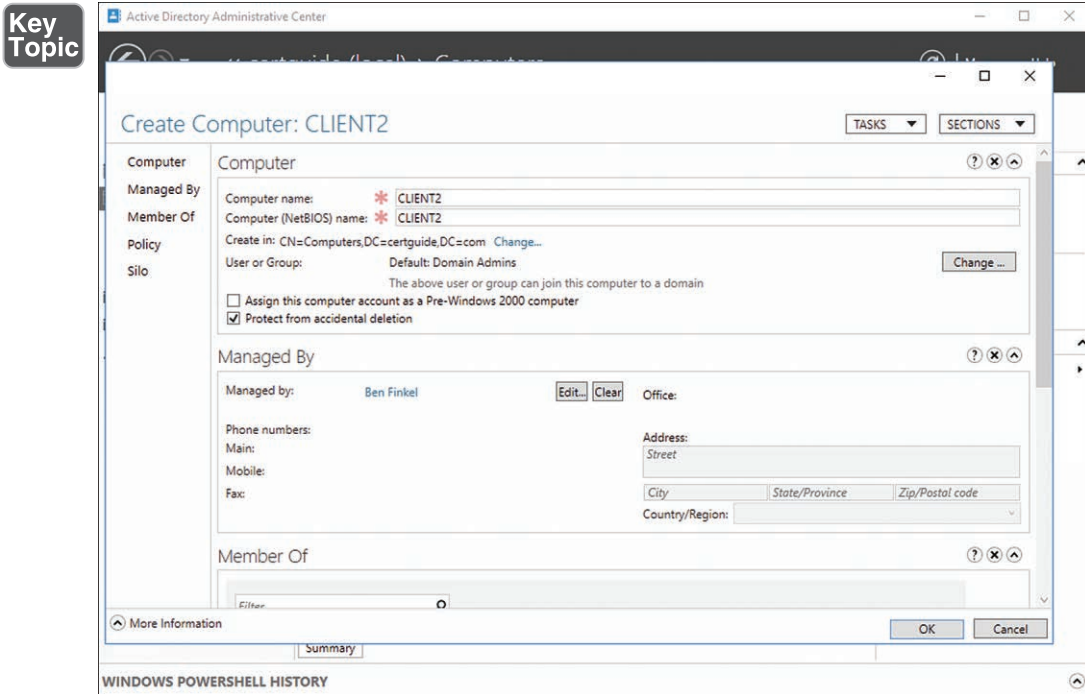 Key
Topic
Active Directory Administrative Center
Create Computer: CLIENT2
TASKS
SECTIONS
Computer
Managed By
Member Of
Policy
Silo
Computer
Computer name: * CLIENT2
Computer (NetBIOS) name: * CLIENT2
Create in: CN=Computers,DC=certguide,DC=com Change...
User or Group: Default: Domain Admins Change ...
The above user or group can join this computer to a domain
Assign this computer account as a Pre-Windows 2000 computer
Protect from accidental deletion
Managed By
Managed by: Ben Finkel Edit... Clear Office:
Phone numbers:
Main:
Mobile:
Fax:
Address:
Street
City State/Province Zip/Postal code
Country/Region:
Member Of
Filter
More Information
OK Cancel
Summary
WINDOWS POWERSHELL HISTORY